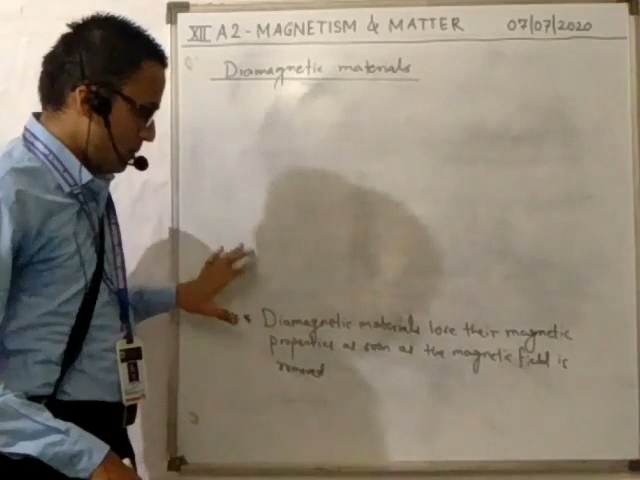 XII A2 - MAGNETISM & MATTER 07/07/2020
Diamagnetic materials
* Diamagnetic materials lose their magnetic
properties as soon as the magnetic field is
removed